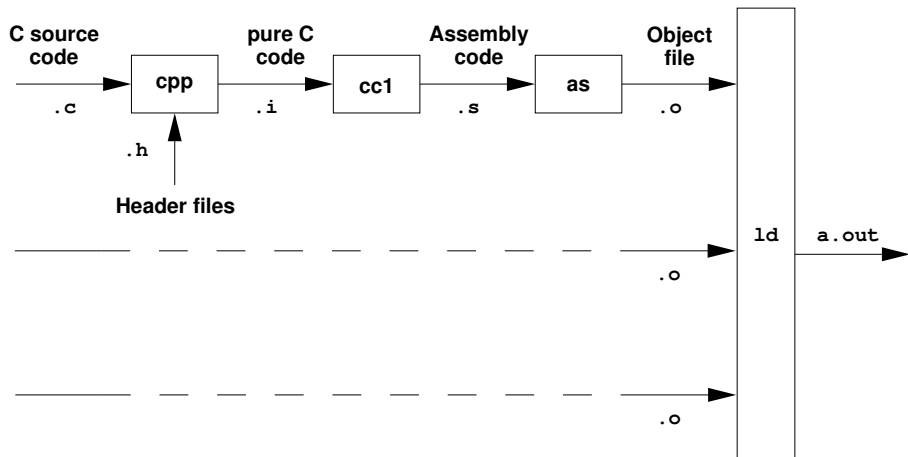 C source
code
pure C
code
Assembly
code
Object
file
cpp
cc1
as
.c
.i
.s
.o
.h
Header files
ld
a.out
.o
.o